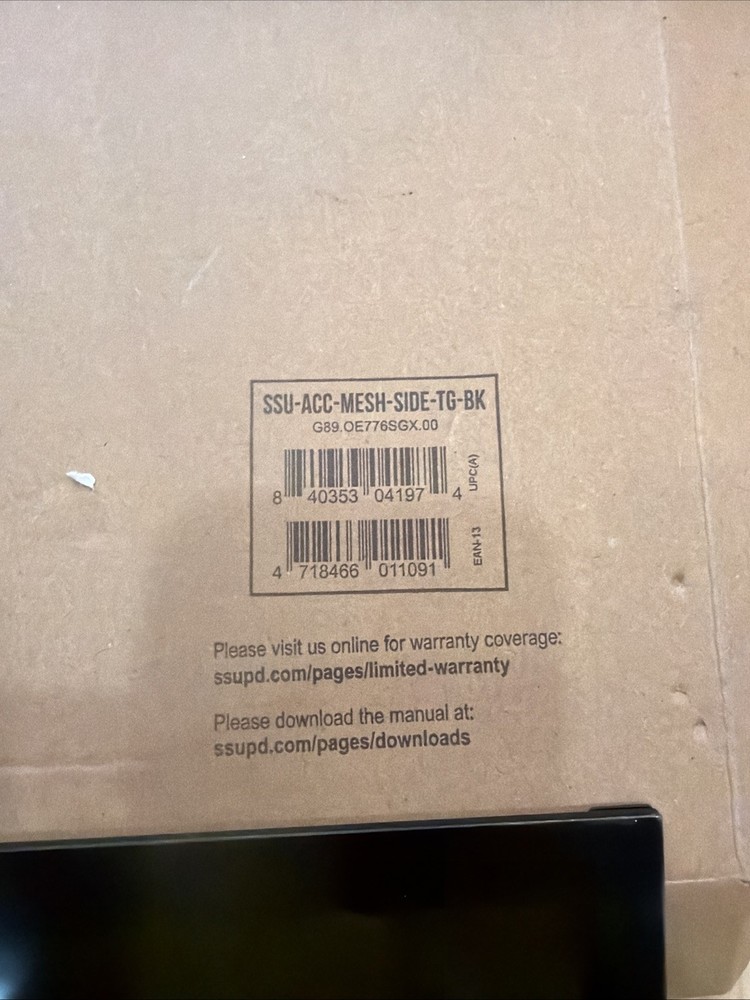 SSU-ACC-MESH-SIDE-TG-BK
G89.OE776SGX.00
8 40353 04197 4 UPC(A)
4 718466 011091 EAN-13
Please visit us online for warranty coverage:
ssupd.com/pages/limited-warranty
Please download the manual at:
ssupd.com/pages/downloads